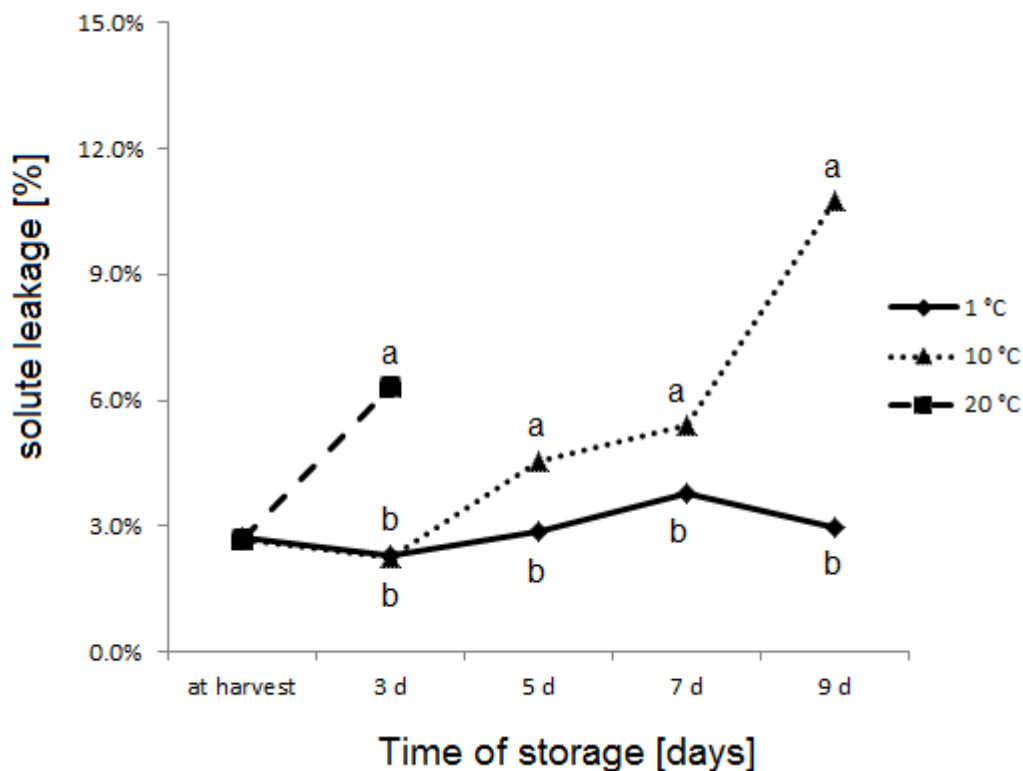 15.0%
12.0%
9.0%
6.0%
3.0%
0.0%
solute leakage [%]
a
a
a
a
b
b
b
b
b
1 °C
10 °C
20 °C
at harvest 3 d 5 d 7 d 9 d
Time of storage [days]